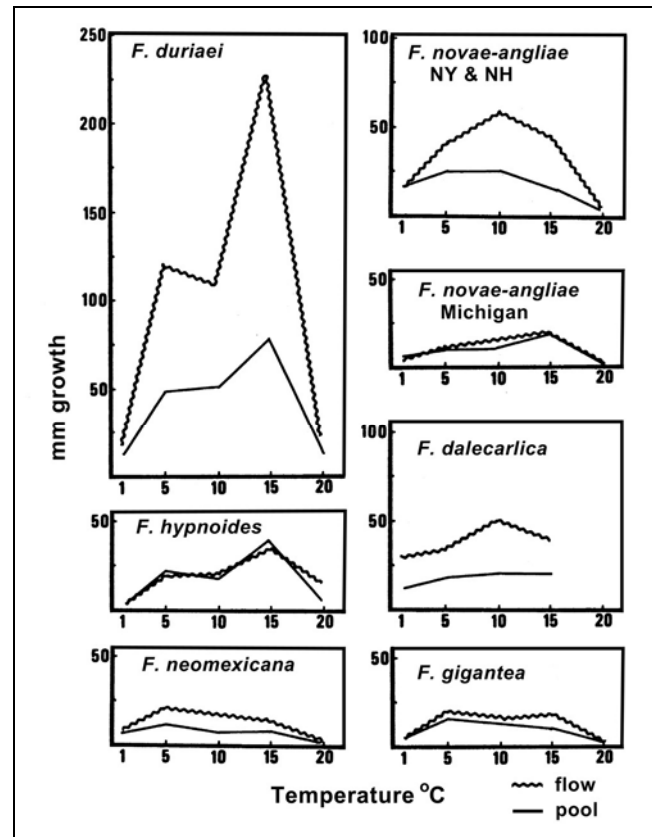 F. duriaei
250
200
150
100
50
1 5 10 15 20
F. hypnoides
50
1 5 10 15 20
F. neomexicana
50
1 5 10 15 20
F. novae-angliae
NY & NH
100
50
1 5 10 15 20
F. novae-angliae
Michigan
50
1 5 10 15 20
F. dalecarlica
100
50
1 5 10 15 20
F. gigantea
50
1 5 10 15 20
mm growth
Temperature °C
flow
pool